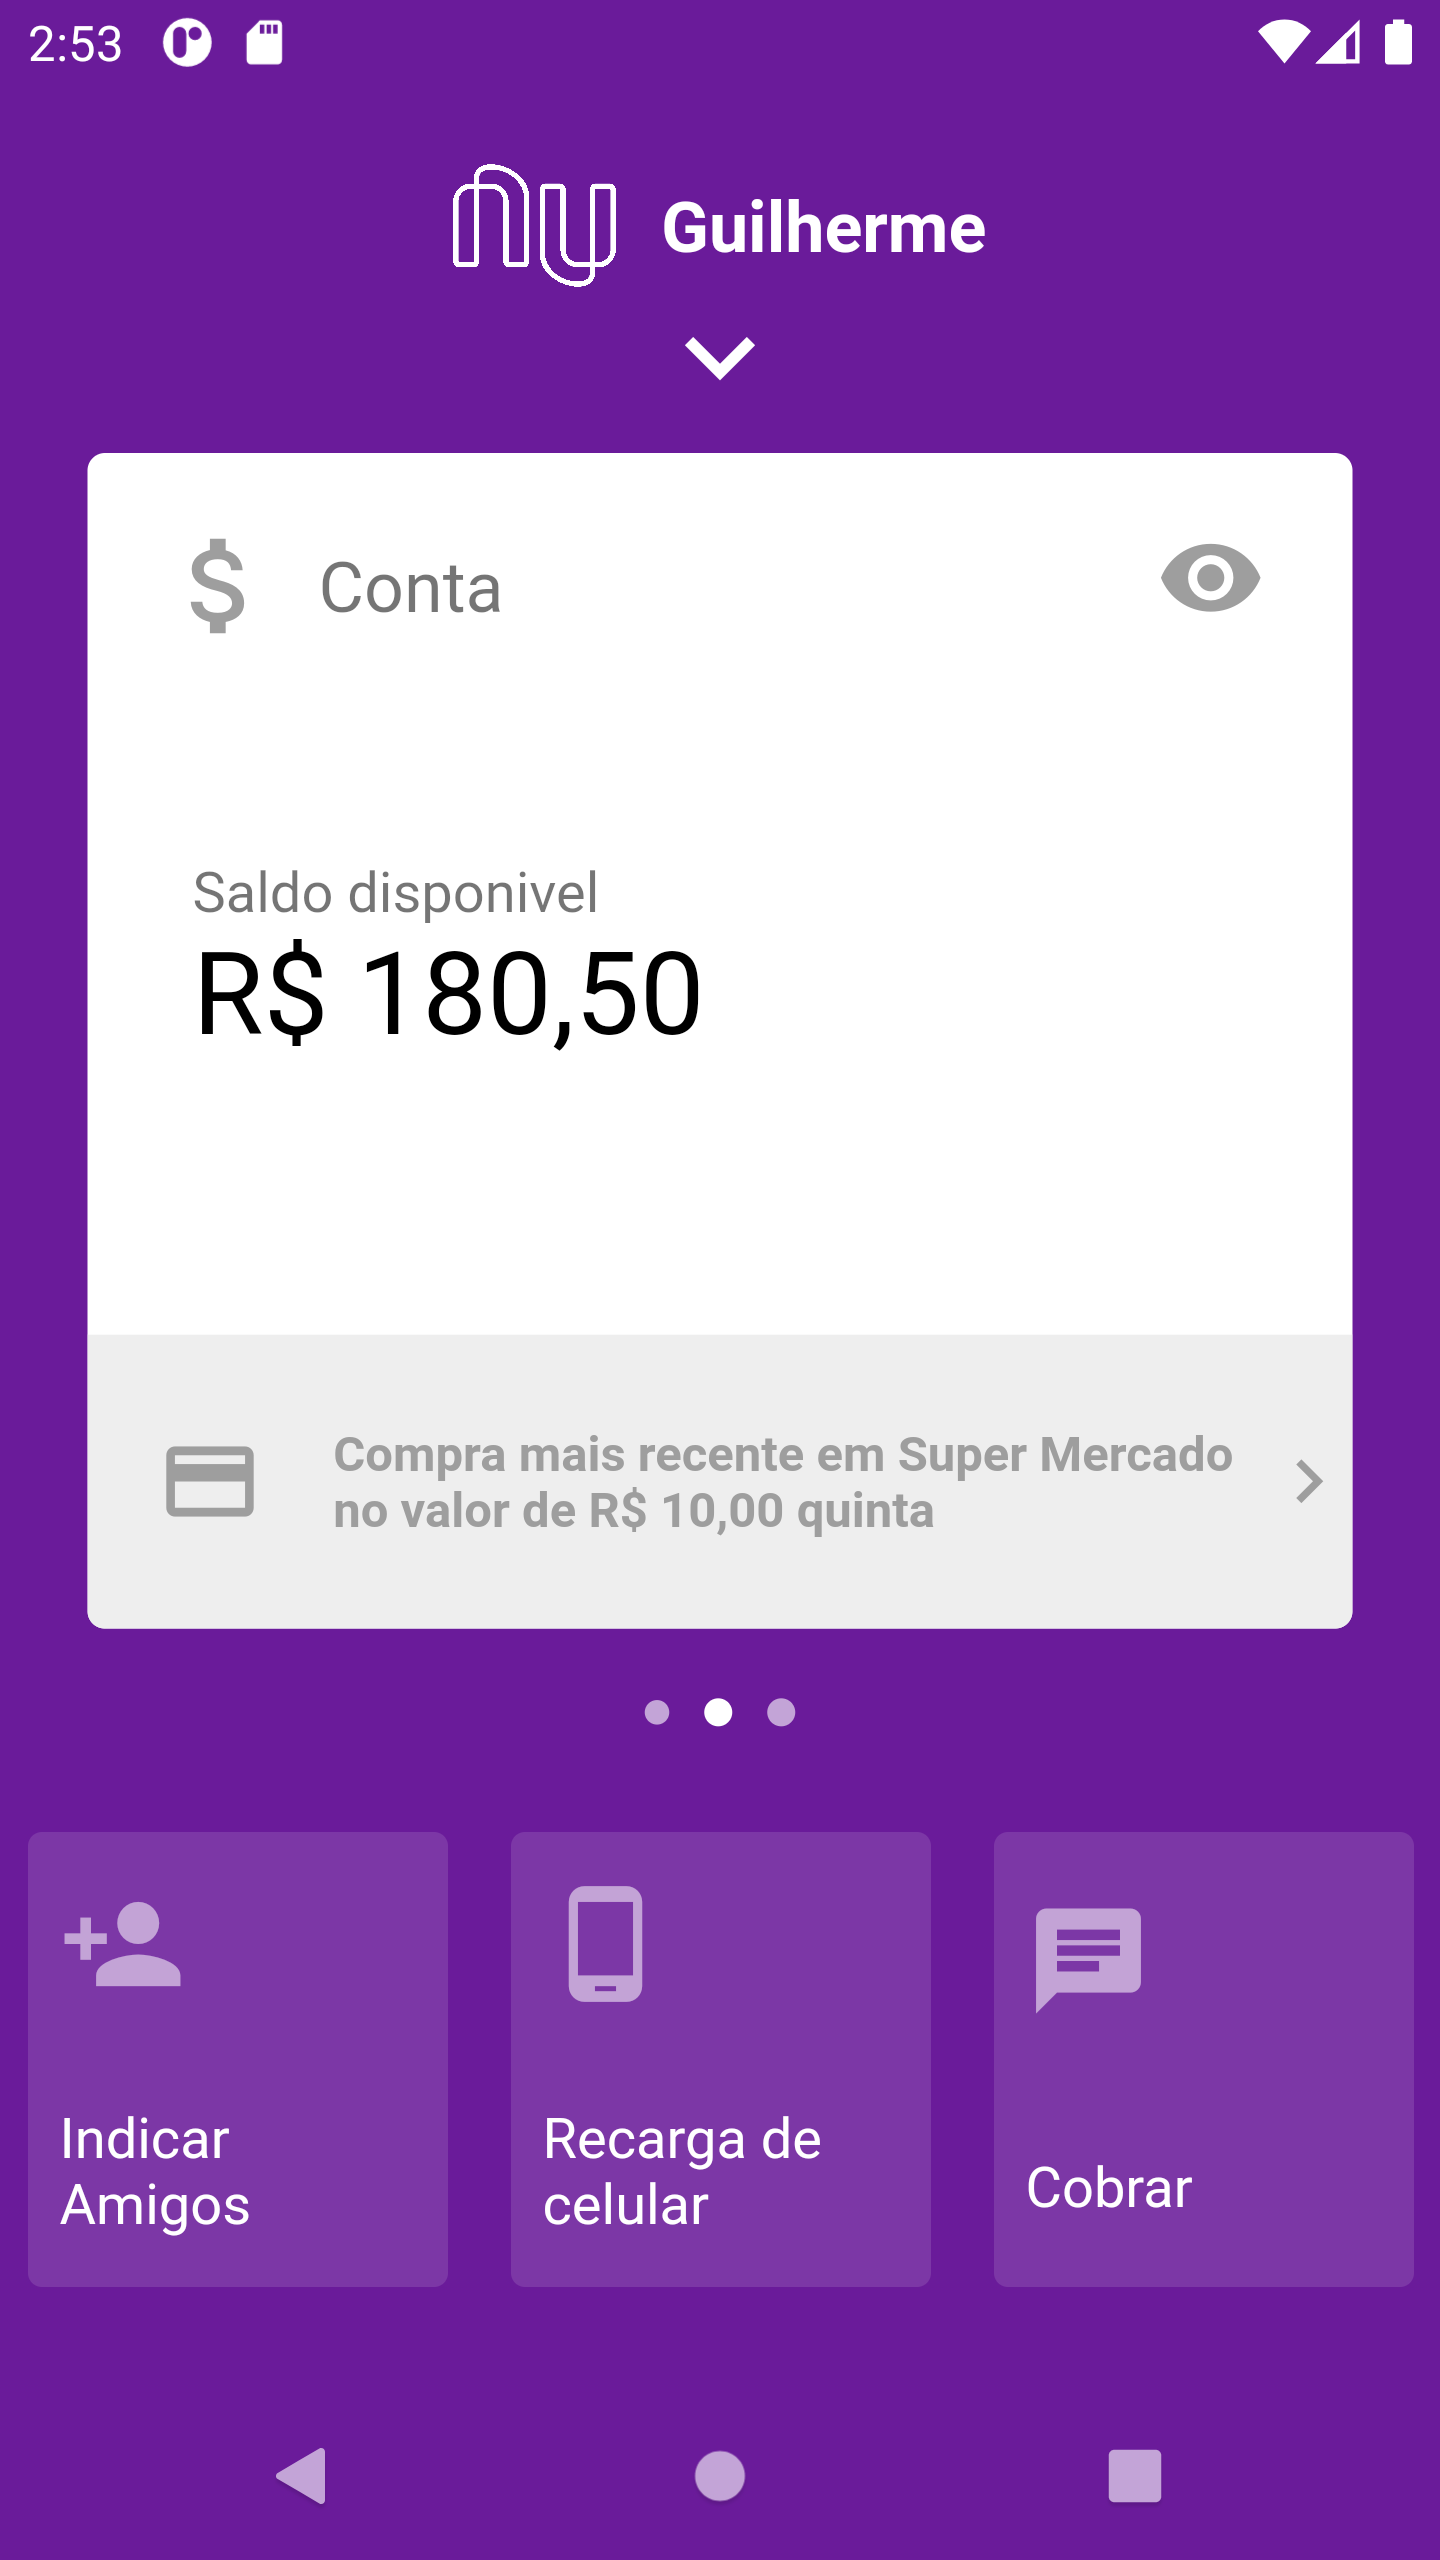 2:53
nu Guilherme
Conta
Saldo disponivel
R$ 180,50
Compra mais recente em Super Mercado
no valor de R$ 10,00 quinta
Indicar
Amigos
Recarga de
celular
Cobrar